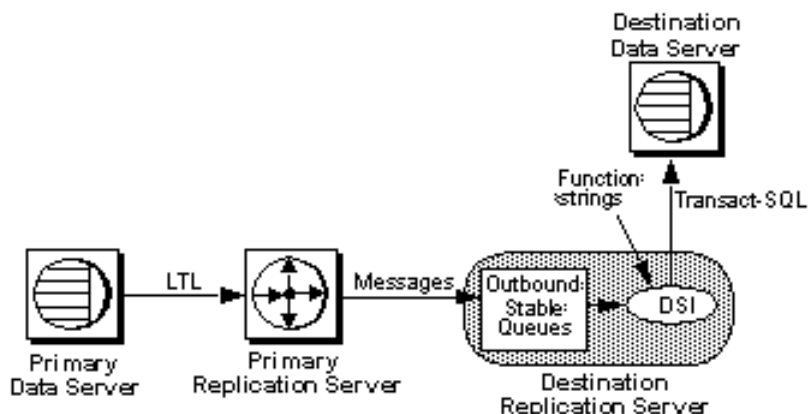 Destination
Data Server
Function:
strings
Transact-SQL
LTL
Messages
Outbound:
Stable:
Queues
DSI
Primary
Data Server
Primary
Replication Server
Destination
Replication Server